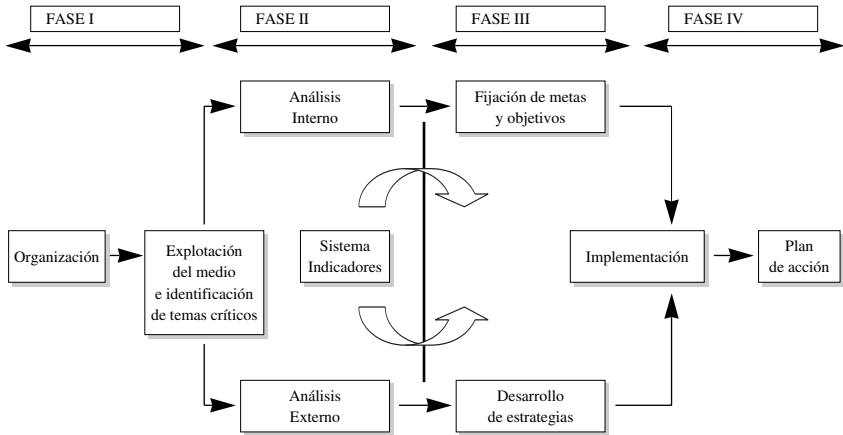 FASE I
FASE II
FASE III
FASE IV
Análisis
Interno
Fijación de metas
y objetivos
Organización
Explotación
del medio
e identificación
de temas críticos
Sistema
Indicadores
Implementación
Plan
de acción
Análisis
Externo
Desarrollo
de estrategias